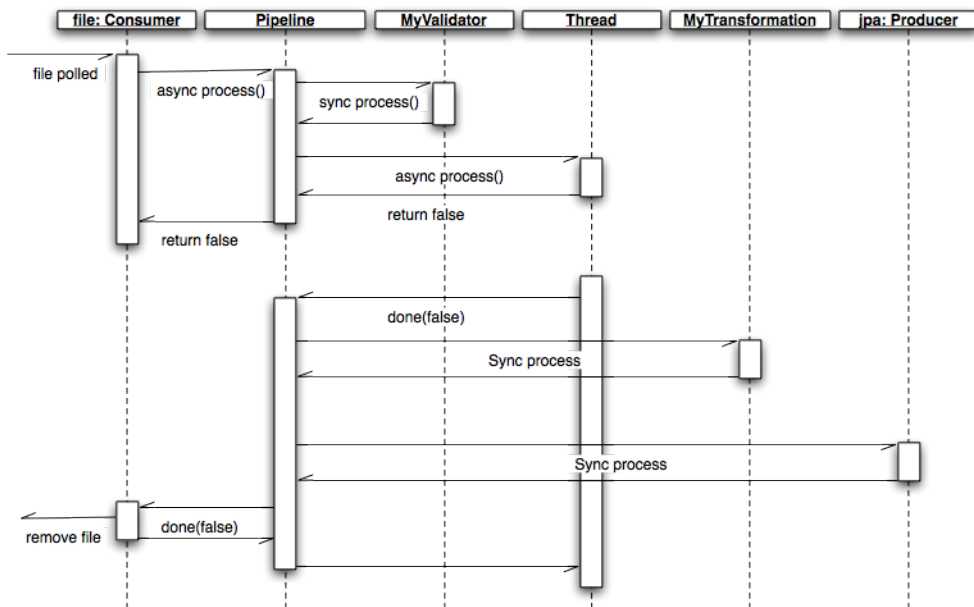 file: Consumer
Pipeline
MyValidator
Thread
MyTransformation
jpa: Producer
file polled
async process()
sync process()
async process()
return false
return false
done(false)
Sync process
Sync process
done(false)
remove file